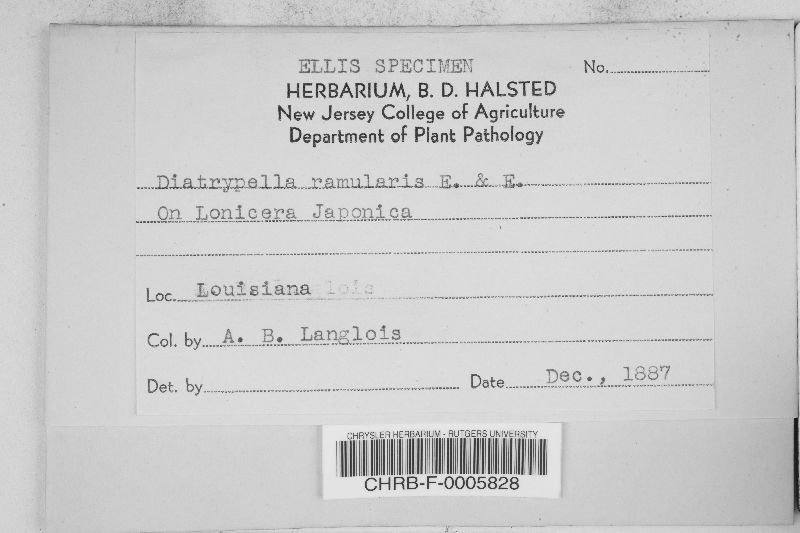 ELLIS SPECIMEN No.
HERBARIUM, B. D. HALSTED
New Jersey College of Agriculture
Department of Plant Pathology
Diatrypella ramularis E. & E.
On Lonicera Japonica
Loc. Louisiana
Col. by A. B. Langlois
Det. by Date Dec., 1887
CHRYSLER HERBARIUM - RUTGERS UNIVERSITY
CHRB-F-0005828